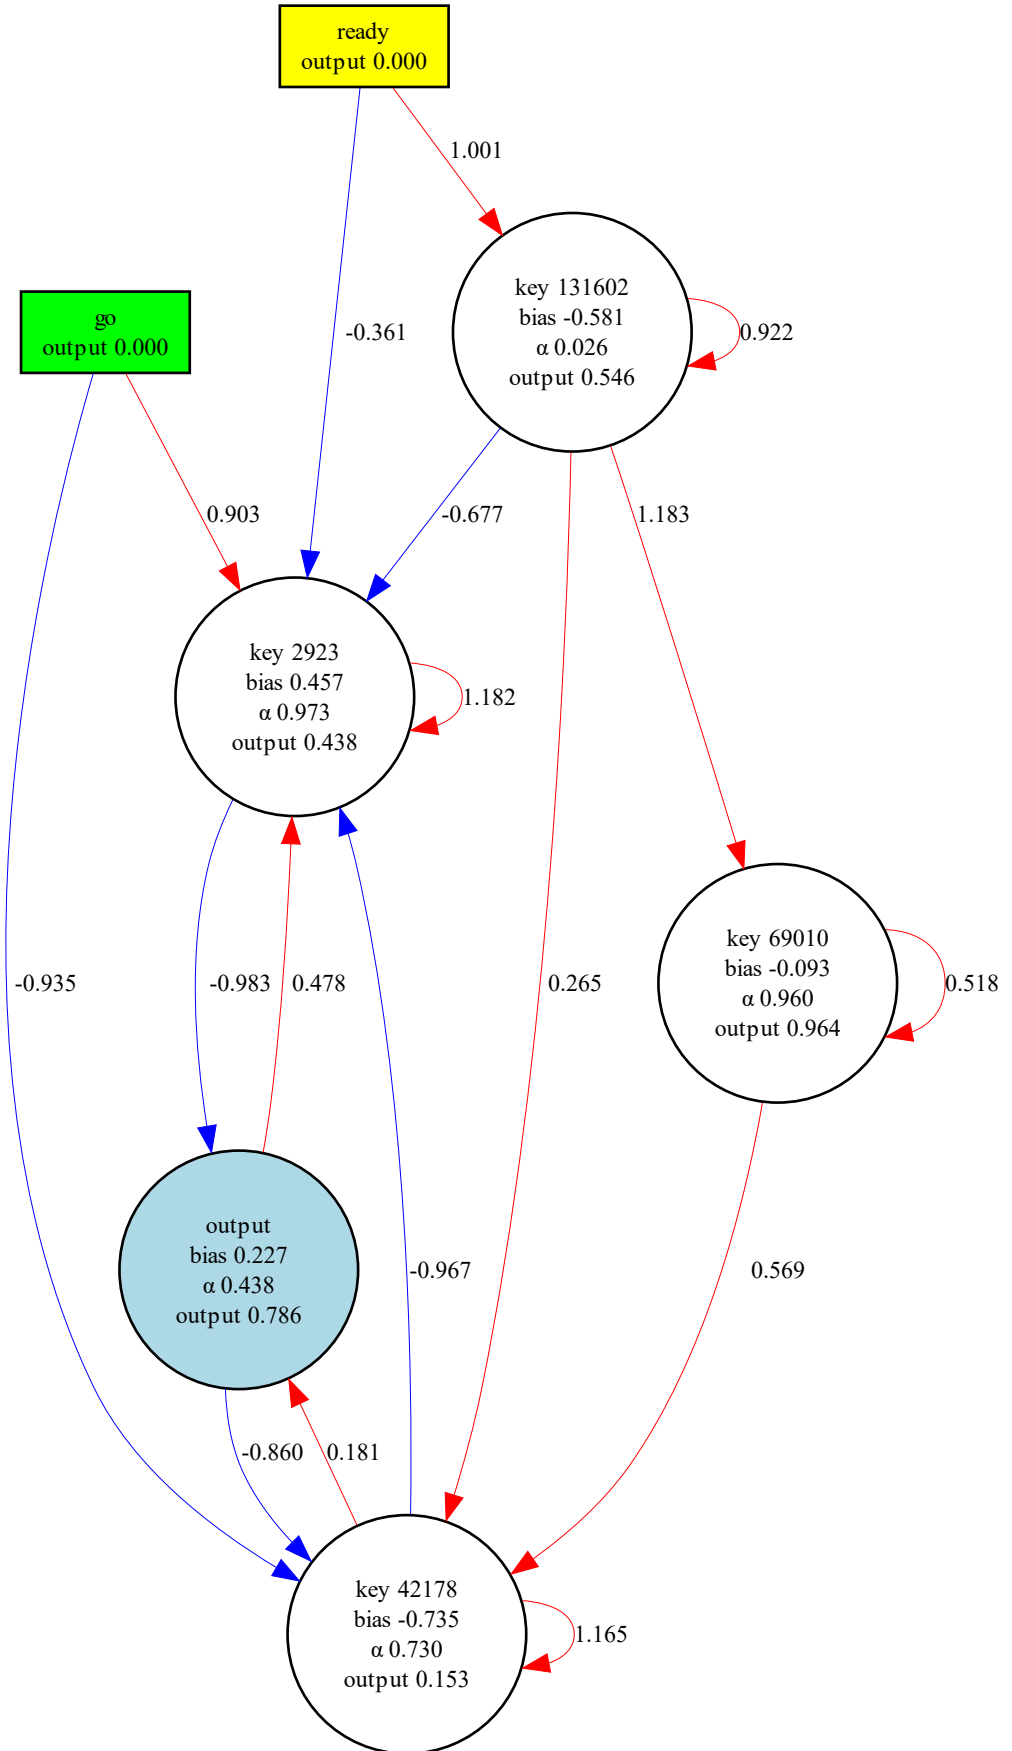 ready
output 0.000
1.001
key 131602
bias -0.581
α 0.026
output 0.546
0.922
go
output 0.000
-0.361
0.903
-0.677
1.183
key 2923
bias 0.457
α 0.973
output 0.438
1.182
key 69010
bias -0.093
α 0.960
output 0.964
0.518
-0.935
-0.983
0.478
0.265
output
bias 0.227
α 0.438
output 0.786
-0.967
0.569
-0.860
0.181
key 42178
bias -0.735
α 0.730
output 0.153
1.165